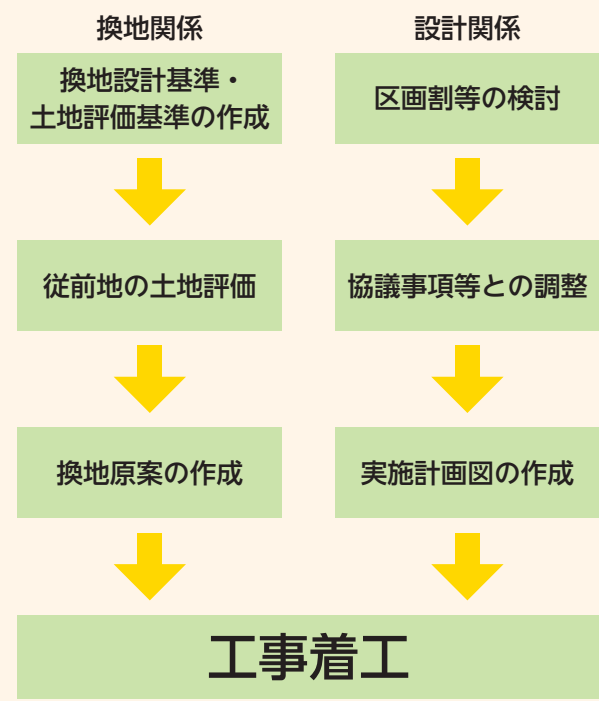 換地関係
換地設計基準・
土地評価基準の作成
従前地の土地評価
換地原案の作成
設計関係
区画割等の検討
協議事項等との調整
実施計画図の作成
工事着工